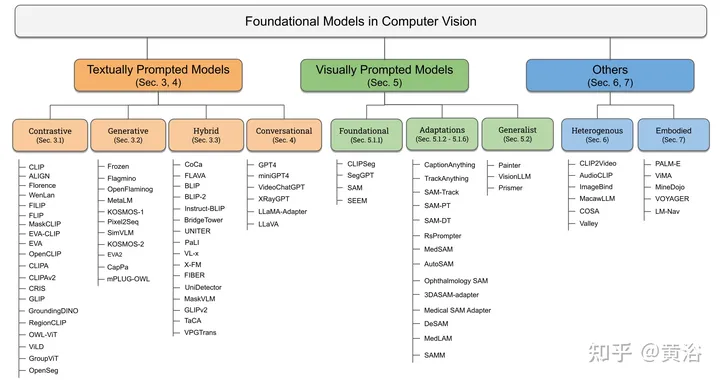 Foundational Models in Computer Vision
Textually Prompted Models
(Sec. 3, 4)
Visually Prompted Models
(Sec. 5)
Others
(Sec. 6, 7)
Contrastive
(Sec. 3.1)
Generative
(Sec. 3.2)
Hybrid
(Sec. 3.3)
Conversational
(Sec. 4)
Foundational
(Sec. 5.1.1)
Adaptations
(Sec. 5.1.2 - 5.1.6)
Generalist
(Sec. 5.2)
Heterogenous
(Sec. 6)
Embodied
(Sec. 7)
CLIP
ALIGN
Florence
WenLan
FILIP
FLIP
MaskCLIP
EVA-CLIP
EVA
OpenCLIP
CLIPA
CLIPAv2
CRIS
GLIP
GroundingDINO
RegionCLIP
OWL-ViT
ViLD
GroupViT
OpenSeg
Frozen
Flagmino
OpenFlaminog
MetaLM
KOSMOS-1
Pixel2Seq
SimVLM
KOSMOS-2
EVA2
CapPa
mPLUG-OWL
CoCa
FLAVA
BLIP
BLIP-2
Instruct-BLIP
BridgeTower
UNITER
PaLI
VL-x
X-FM
FIBER
UniDetector
MaskVLM
GLIPv2
TaCA
VPGTrans
GPT4
miniGPT4
VideoChatGPT
XRayGPT
LLaMA-Adapter
LLaVA
CLIPSeg
SegGPT
SAM
SEEM
CaptionAnything
TrackAnything
SAM-Track
SAM-PT
SAM-DT
RsPrompter
MedSAM
AutoSAM
Ophthalmology SAM
3DASAM-adapter
Medical SAM Adapter
DeSAM
MedLAM
SAMM
Painter
VisionLLM
Prismer
CLIP2Video
AudioCLIP
ImageBind
MacawLLM
COSA
Valley
PALM-E
ViMA
MineDojo
VOYAGER
LM-Nav
知乎 @黄浴